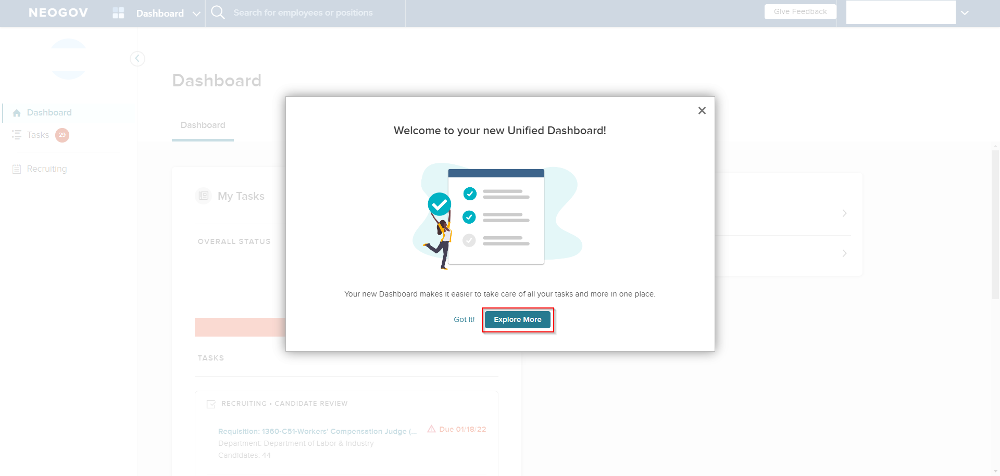 NEOGOV
Dashboard
Search for employees or positions
Give Feedback
Dashboard
Dashboard
Tasks 29
Recruiting
Dashboard
My Tasks
OVERALL STATUS
TASKS
RECRUITING • CANDIDATE REVIEW
Requisition: 1360-C51-Workers' Compensation Judge (...
Due 01/18/22
Department: Department of Labor & Industry
Candidates: 44
Welcome to your new Unified Dashboard!
Your new Dashboard makes it easier to take care of all your tasks and more in one place.
Got it!
Explore More